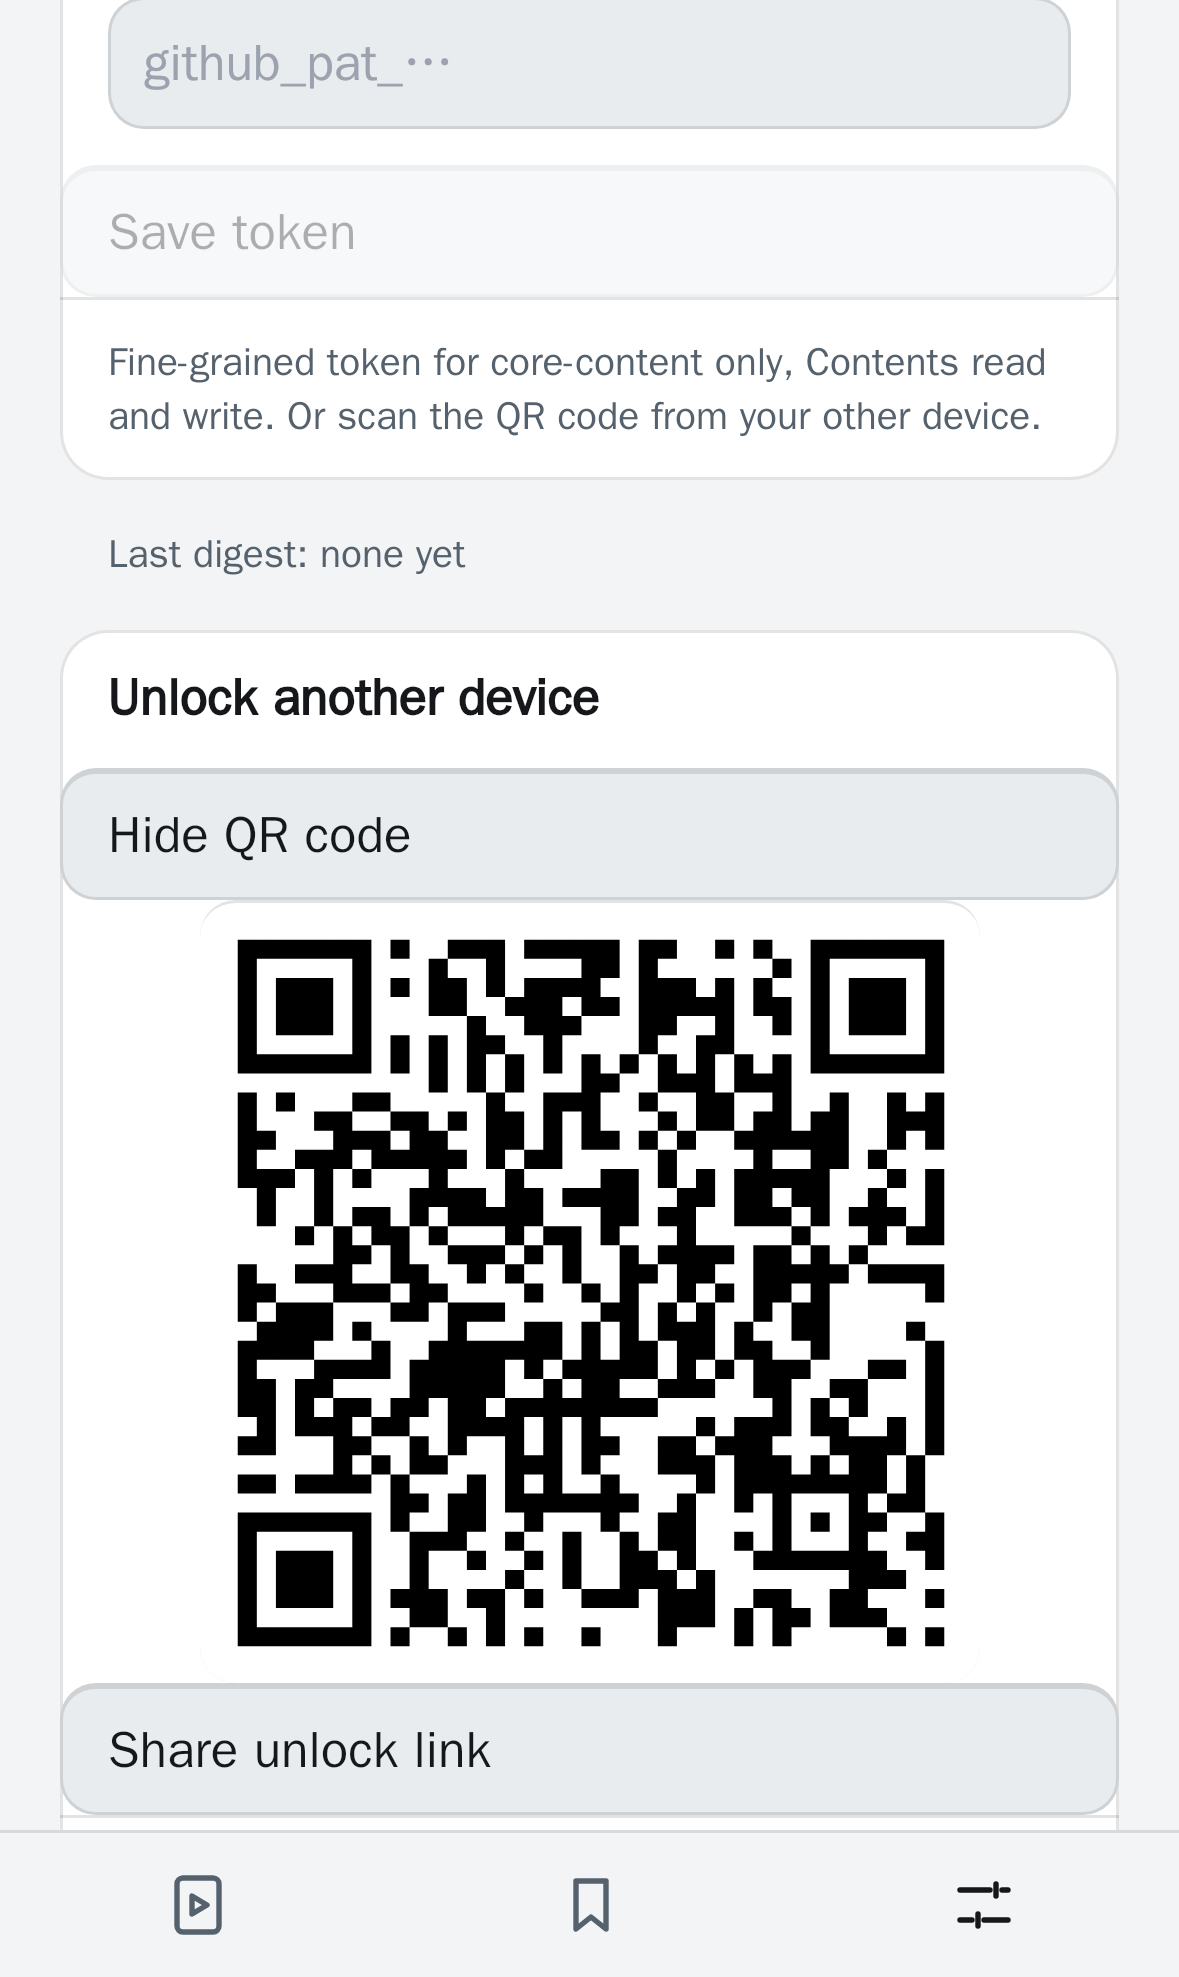 github_pat_···
Save token
Fine-grained token for core-content only, Contents read
and write. Or scan the QR code from your other device.
Last digest: none yet
Unlock another device
Hide QR code
Share unlock link